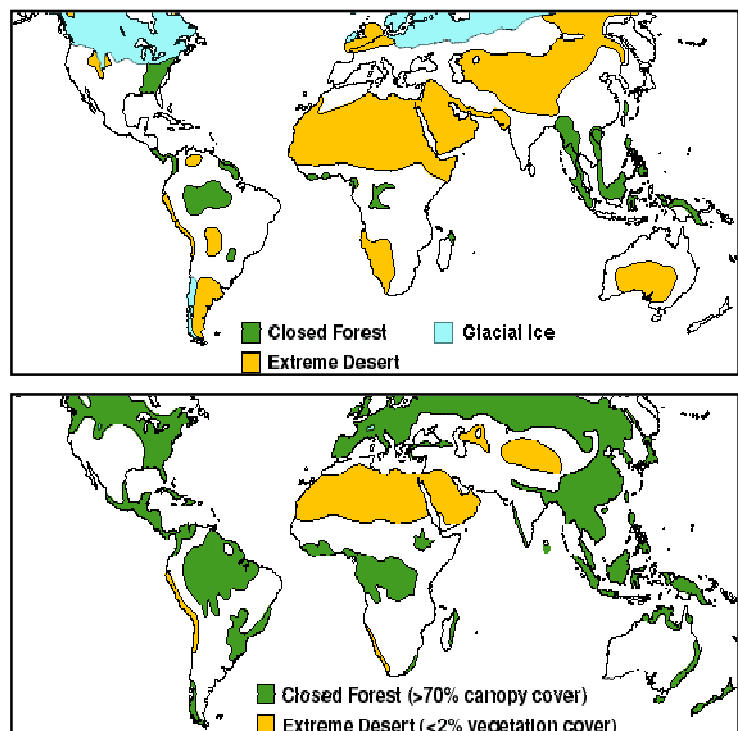 Closed Forest
Glacial Ice
Extreme Desert
Closed Forest (>70% canopy cover)
Extreme Desert (<2% vegetation cover)